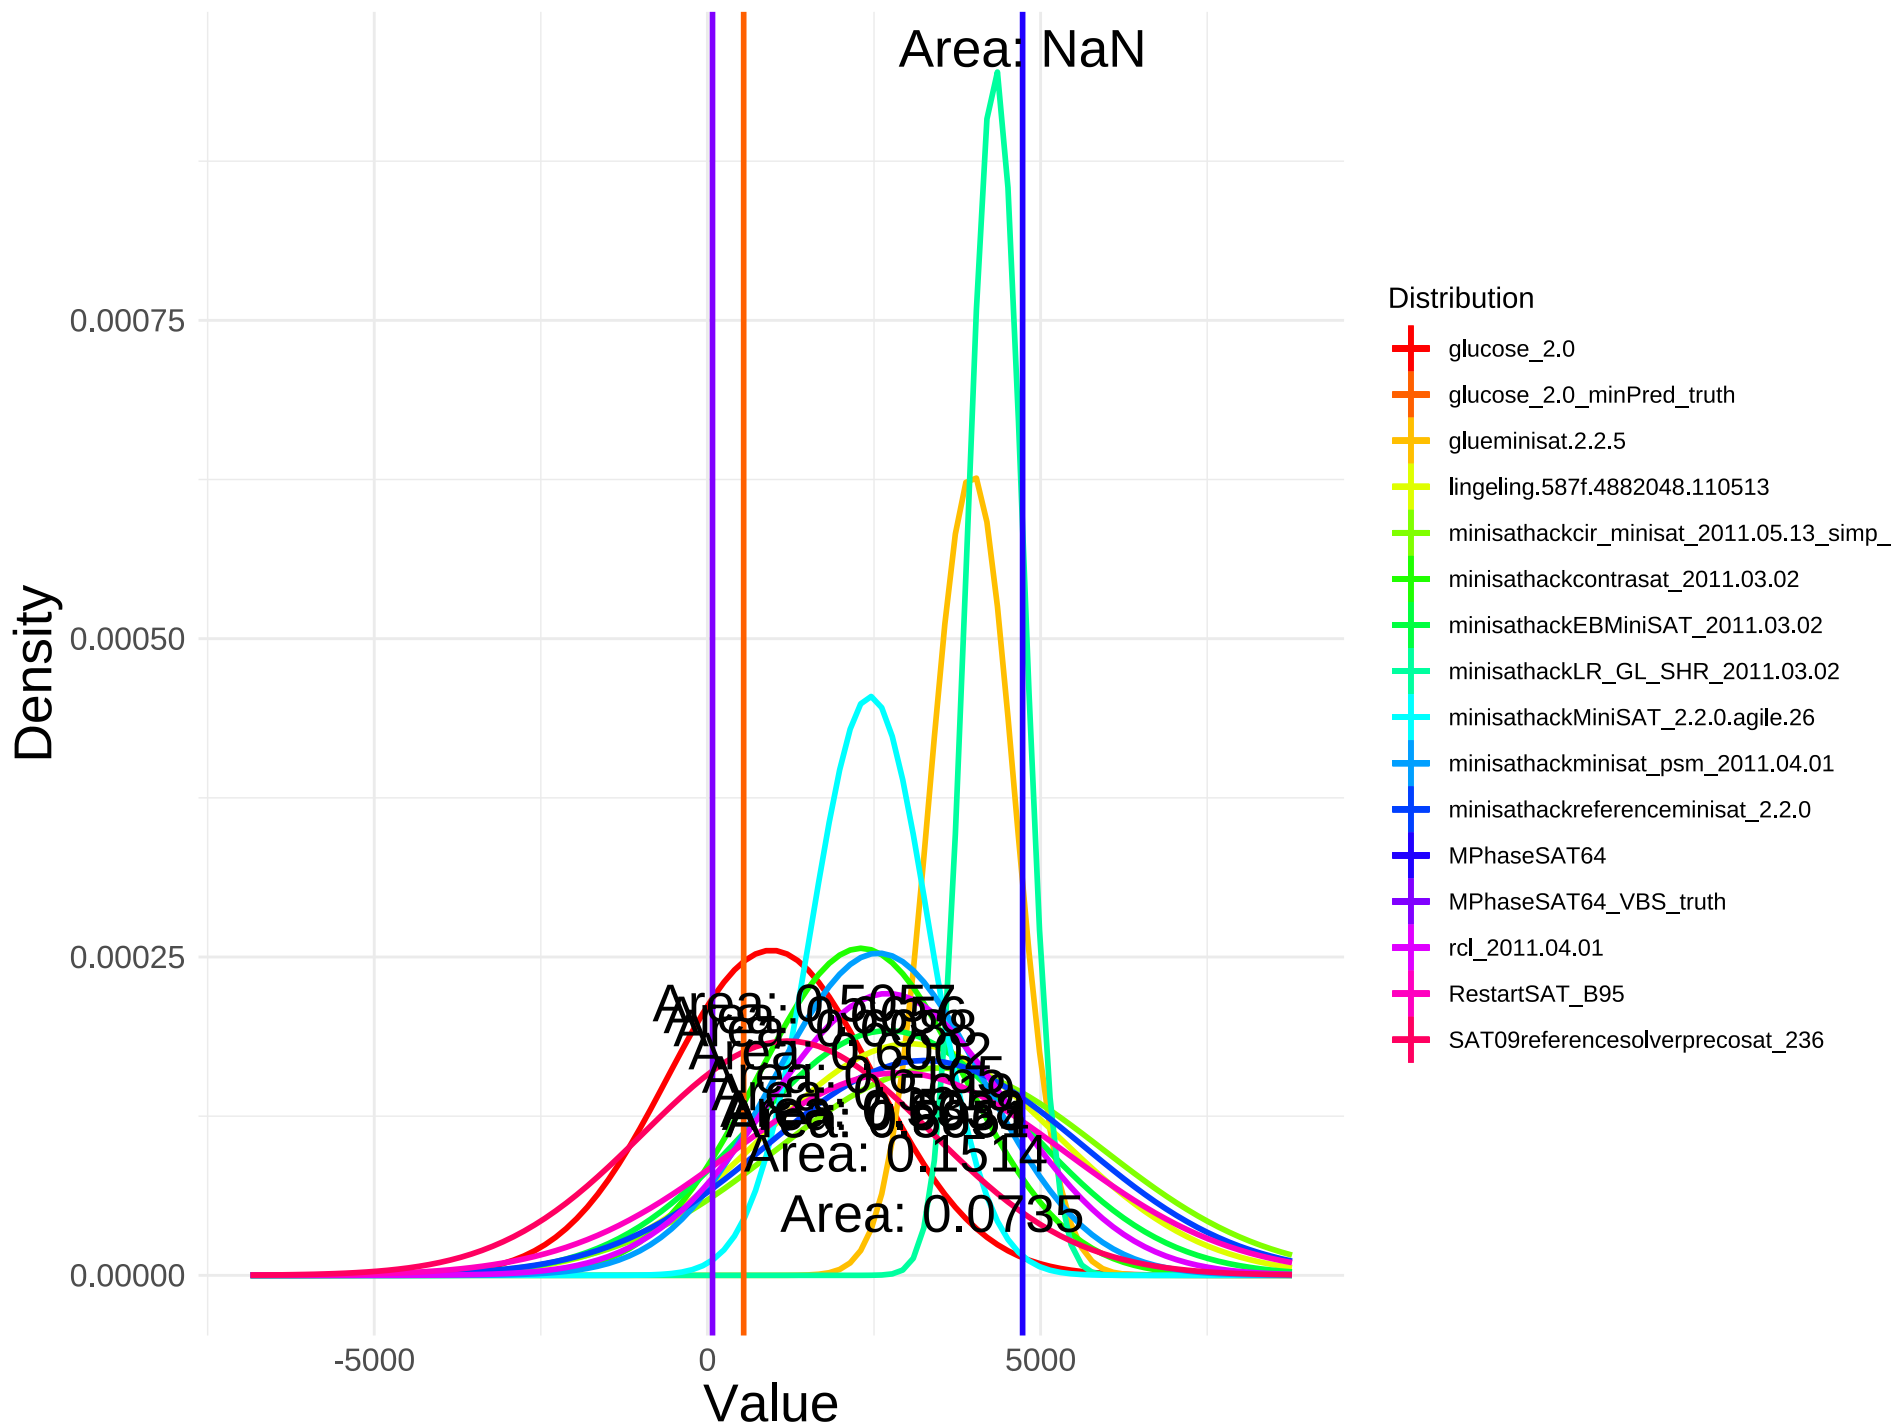 Area: NaN
0.00075
0.00050
0.00025
0.00000
Density
Area: 0.1514
Area: 0.0735
-5000
0
5000
Value
Distribution
glucose_2.0
glucose_2.0_minPred_truth
glueminisat.2.2.5
lingeling.587f.4882048.110513
minisathackcir_minisat_2011.05.13_simp_
minisathackcontrasat_2011.03.02
minisathackEBMiniSAT_2011.03.02
minisathackLR_GL_SHR_2011.03.02
minisathackMiniSAT_2.2.0.agile.26
minisathackminisat_psm_2011.04.01
minisathackreferenceminisat_2.2.0
MPhaseSAT64
MPhaseSAT64_VBS_truth
rcl_2011.04.01
RestartSAT_B95
SAT09referencesolverprecosat_236